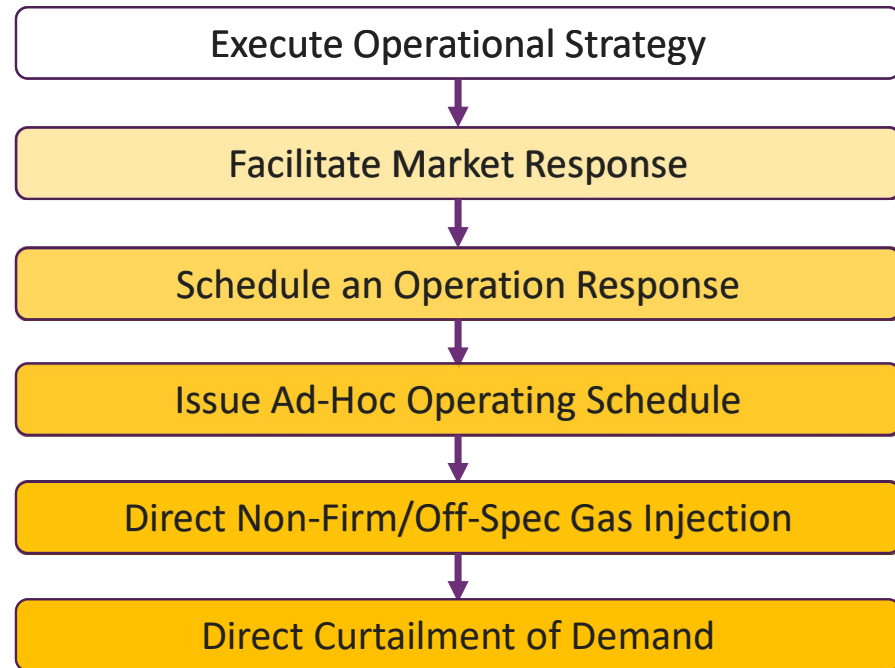 Execute Operational Strategy
Facilitate Market Response
Schedule an Operation Response
Issue Ad-Hoc Operating Schedule
Direct Non-Firm/Off-Spec Gas Injection
Direct Curtailment of Demand